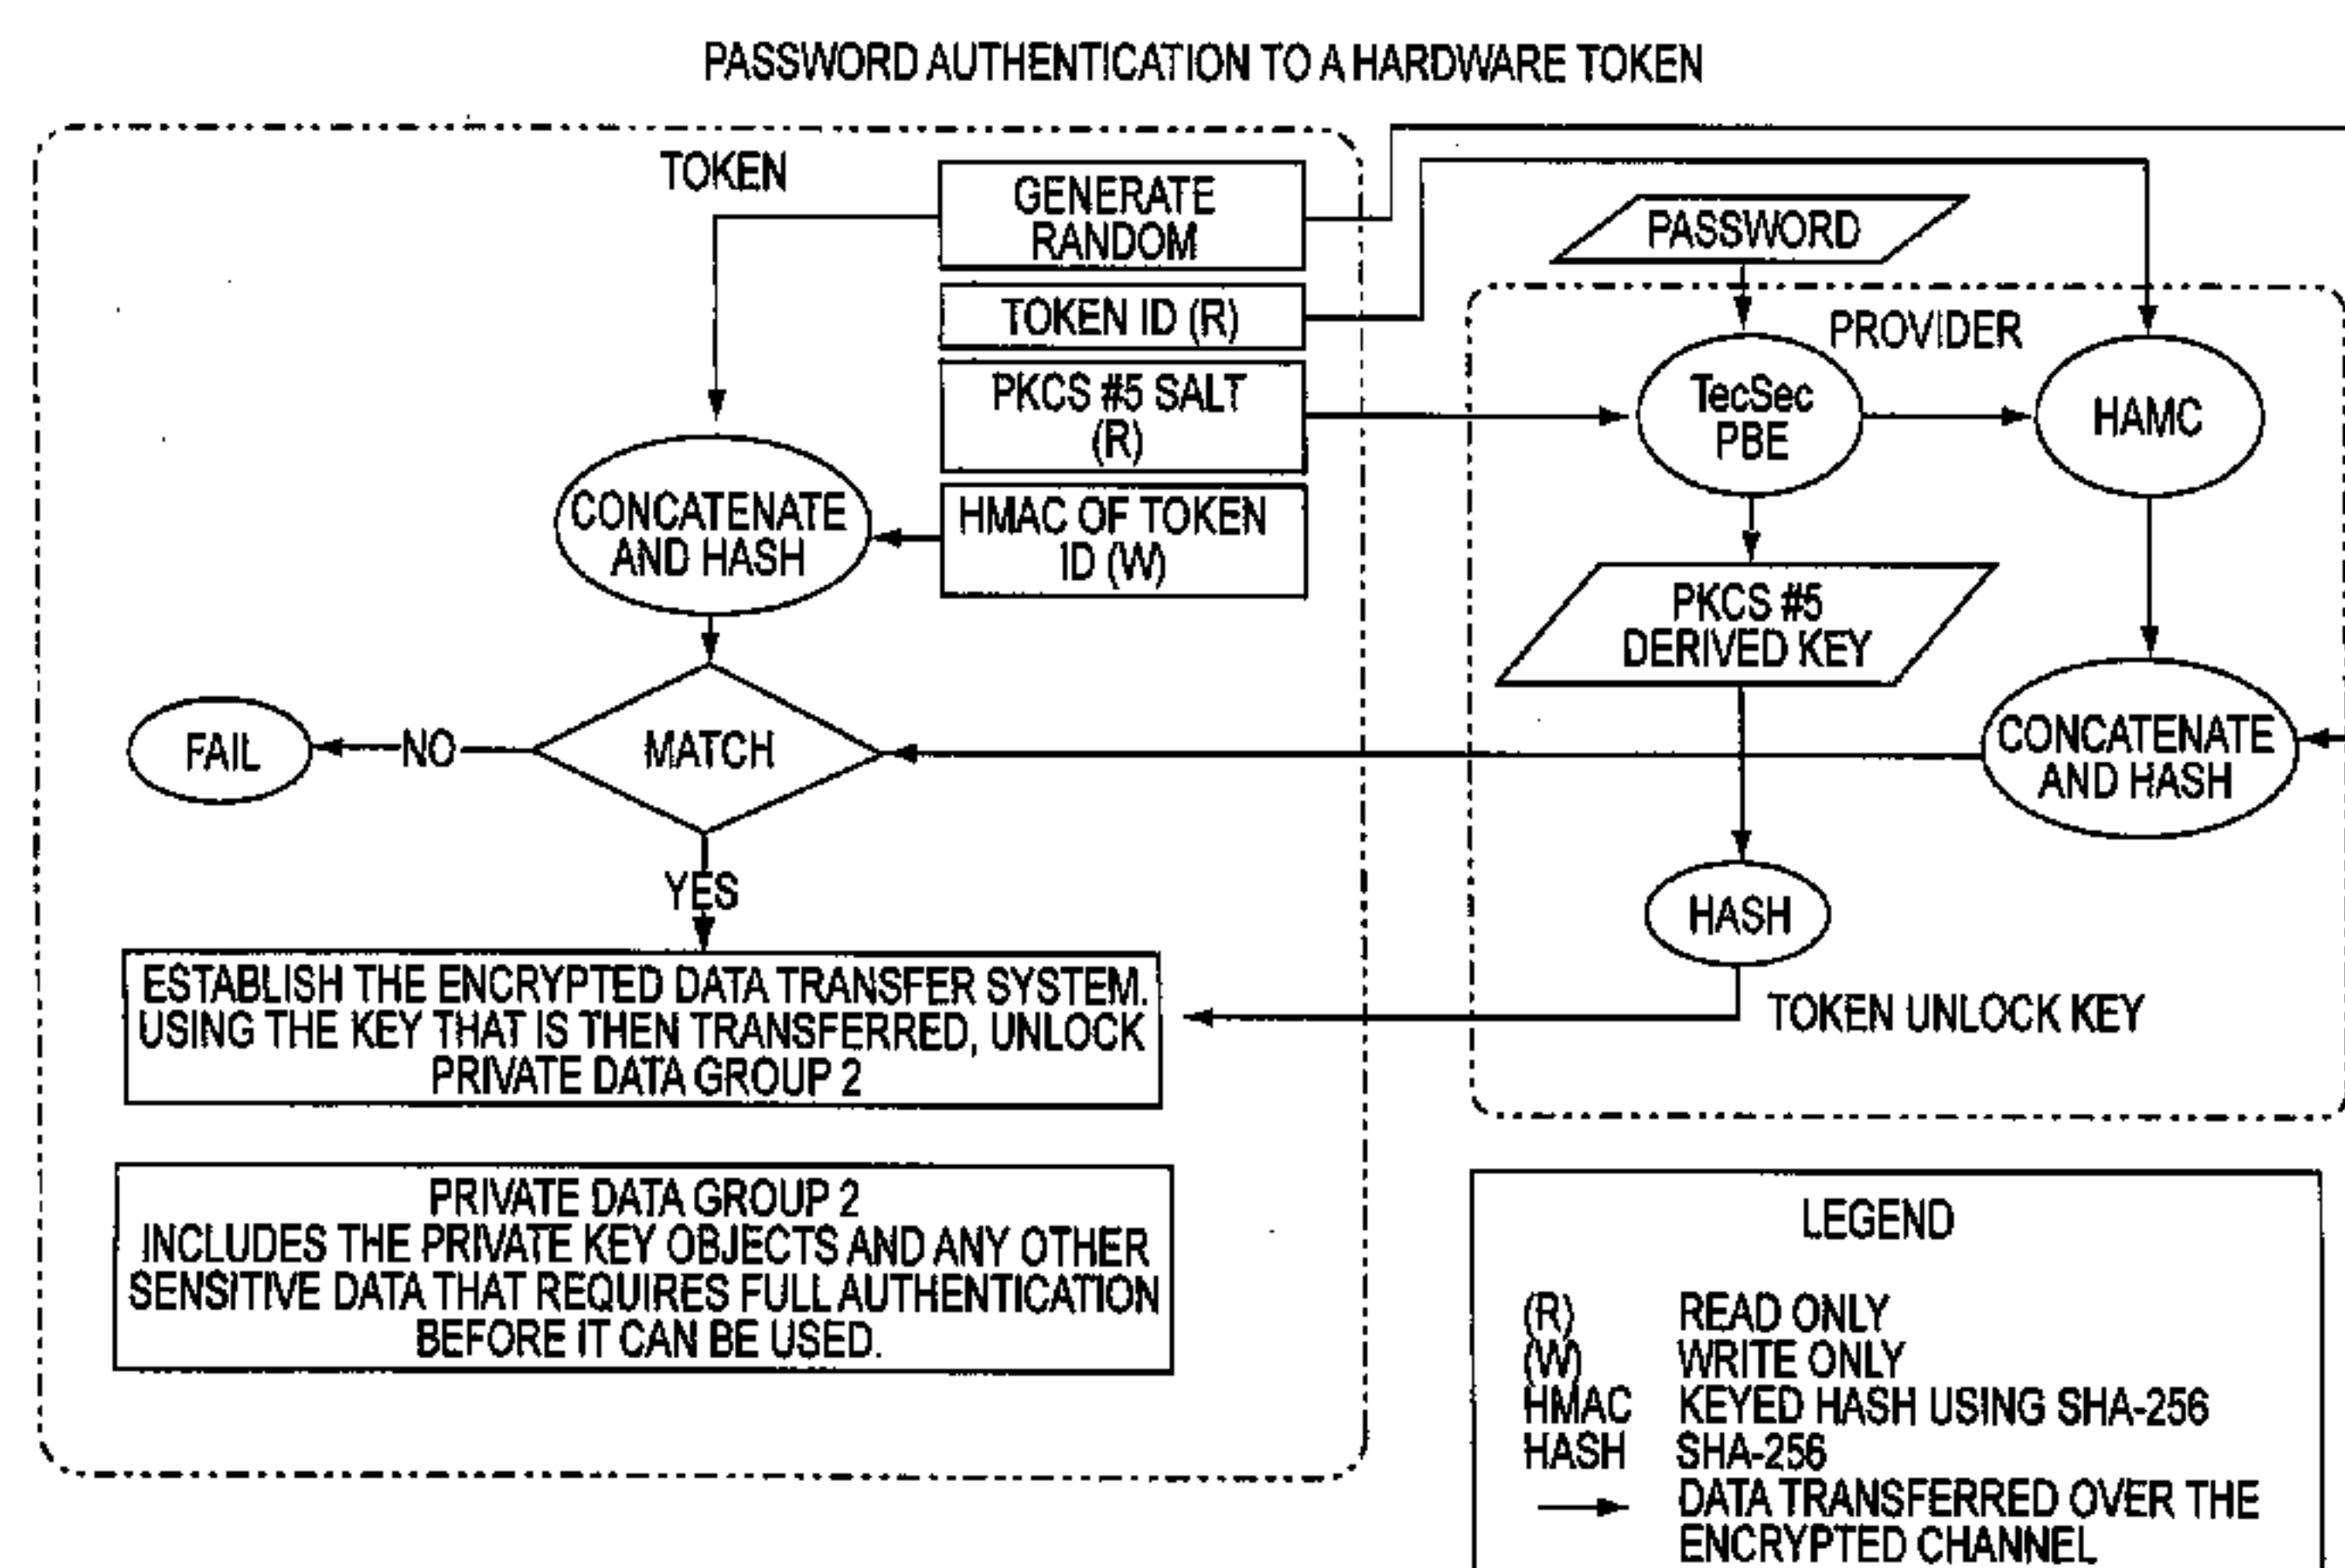 PASSWORD AUTHENTICATION TO A HARDWARE TOKEN
TOKEN
GENERATE
RANDOM
TOKEN ID (R)
PKCS #5 SALT
(R)
HMAC OF TOKEN
ID (W)
CONCATENATE
AND HASH
MATCH
NO
FAIL
YES
ESTABLISH THE ENCRYPTED DATA TRANSFER SYSTEM.
USING THE KEY THAT IS THEN TRANSFERRED, UNLOCK
PRIVATE DATA GROUP 2
PRIVATE DATA GROUP 2
INCLUDES THE PRIVATE KEY OBJECTS AND ANY OTHER
SENSITIVE DATA THAT REQUIRES FULL AUTHENTICATION
BEFORE IT CAN BE USED.
PASSWORD
PROVIDER
TecSec
PBE
HAMC
PKCS #5
DERIVED KEY
CONCATENATE
AND HASH
HASH
TOKEN UNLOCK KEY
LEGEND
(R) READ ONLY
(W) WRITE ONLY
HMAC KEYED HASH USING SHA-256
HASH SHA-256
DATA TRANSFERRED OVER THE
ENCRYPTED CHANNEL